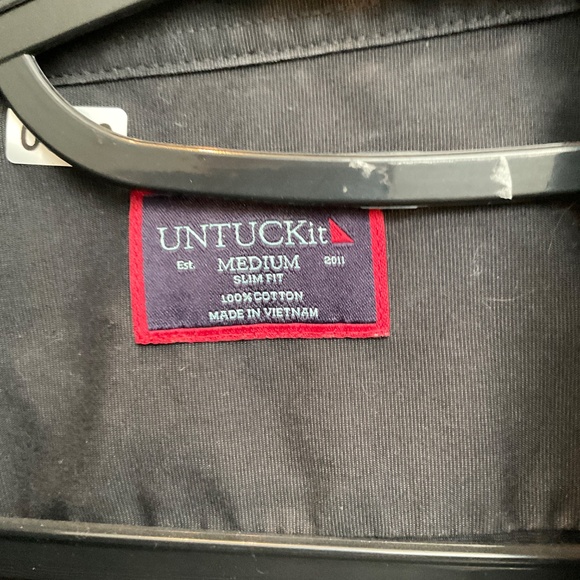 UNTUCKit
Est. MEDIUM 2011
SLIM FIT
100% COTTON
MADE IN VIETNAM